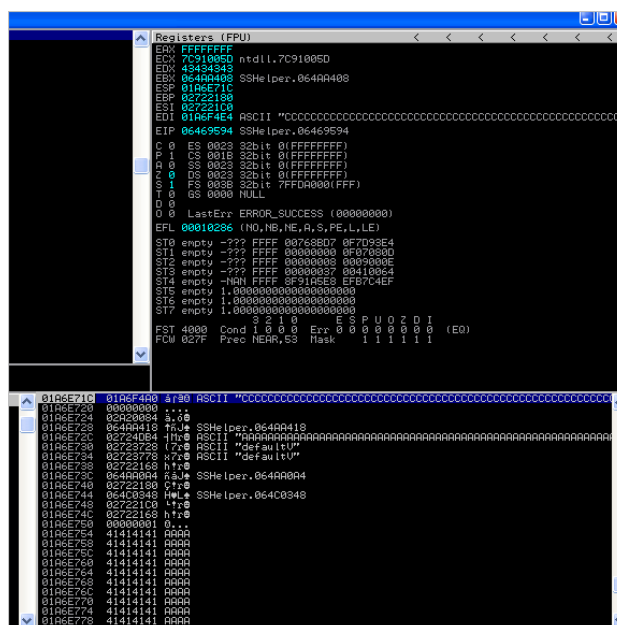 Registers (FPU) < < < < < < <
EAX FFFFFFFF
ECX 7C91005D ntdll.7C91005D
EDX 43434343
EBX 064AA408 SSHelper.064AA408
ESP 01A6E71C
EBP 02722180
ESI 027221C0
EDI 01A6F4E4 ASCII
EIP 06469594 SSHelper.06469594
C 0 ES 0023 32bit 0(FFFFFFFF)
P 1 CS 001B 32bit 0(FFFFFFFF)
A 0 SS 0023 32bit 0(FFFFFFFF)
Z 0 DS 0023 32bit 0(FFFFFFFF)
S 1 FS 003B 32bit 7FFDA000(FFF)
T 0 GS 0000 NULL
D 0
O 0 LastErr ERROR_SUCCESS (00000000)
EFL 00010286 (NO,NB,NE,A,S,PE,L,LE)
ST0 empty -??? FFFF 00768BD7 0F7D93E4
ST1 empty -??? FFFF 00000000 0F07080D
ST2 empty -??? FFFF 00000008 0009000E
ST3 empty -??? FFFF 00000037 00410064
ST4 empty -NAN FFFF 8F91A5E8 EFB7C4EF
ST5 empty 1.0000000000000000000
ST6 empty 1.0000000000000000000
ST7 empty 1.0000000000000000000
3 2 1 0 E S P U O Z D I
FST 4000 Cond 1 0 0 0 Err 0 0 0 0 0 0 0 0 (EQ)
FCW 027F Prec NEAR,53 Mask 1 1 1 1 1 1
01A6E71C 01A6F4A0 ASCII
01A6E720 00000000 ....
01A6E724 02A20084
01A6E728 064AA418 SSHelper.064AA418
01A6E72C 02724DB4 ASCII
01A6E730 02723728 ASCII "defaultV"
01A6E734 02723778 ASCII "defaultV"
01A6E738 02722168
01A6E73C 064AA0A4 SSHelper.064AA0A4
01A6E740 02722180
01A6E744 064C0348 SSHelper.064C0348
01A6E748 027221C0
01A6E74C 02722168
01A6E750 00000001
01A6E754 41414141 AAAA
01A6E758 41414141 AAAA
01A6E75C 41414141 AAAA
01A6E760 41414141 AAAA
01A6E764 41414141 AAAA
01A6E768 41414141 AAAA
01A6E76C 41414141 AAAA
01A6E770 41414141 AAAA
01A6E774 41414141 AAAA
01A6E778 41414141 AAAA